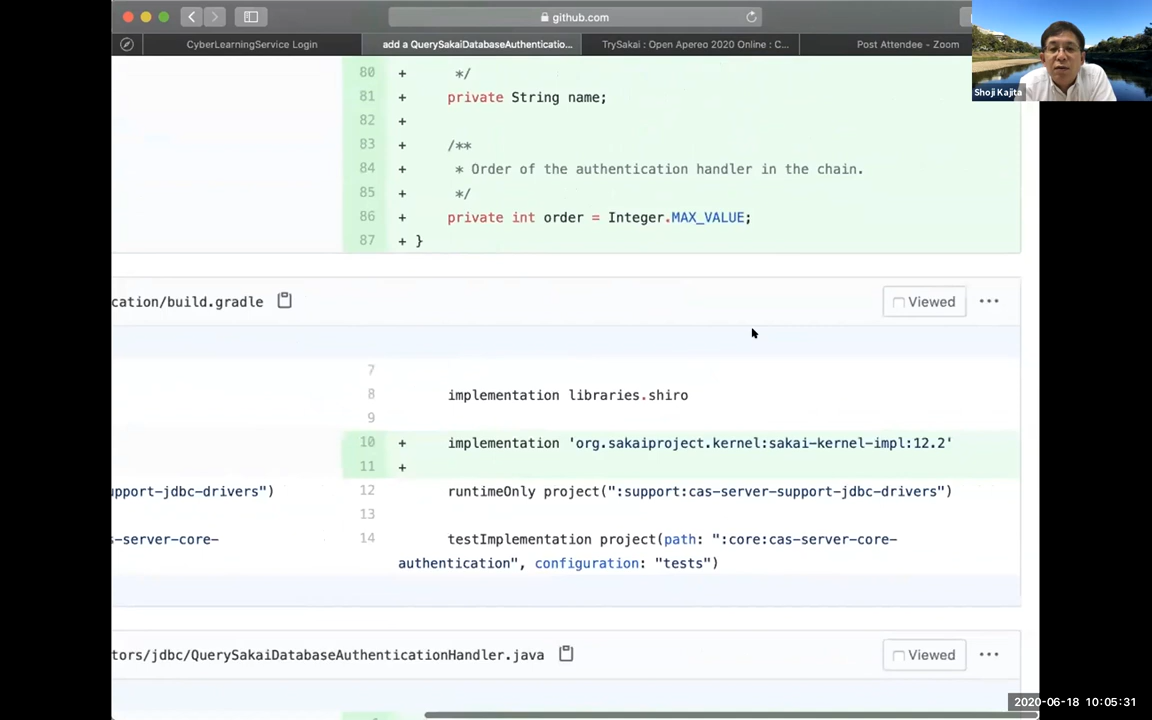 github.com
CyberLearningService Login
add a QuerySakaiDatabaseAuthenticatio...
TrySakai : Open Apereo 2020 Online : C...
Post Attendee - Zoom
Shoji Kajita
80 + */
81 + private String name;
82 +
83 + /**
84 + * Order of the authentication handler in the chain.
85 + */
86 + private int order = Integer.MAX_VALUE;
87 + }
cation/build.gradle
Viewed
7
8 implementation libraries.shiro
9
10 + implementation 'org.sakaiproject.kernel:sakai-kernel-impl:12.2'
11 +
pport-jdbc-drivers") 12 runtimeOnly project(":support:cas-server-support-jdbc-drivers")
13
s-server-core- 14 testImplementation project(path: ":core:cas-server-core-
authentication", configuration: "tests")
tors/jdbc/QuerySakaiDatabaseAuthenticationHandler.java
Viewed
2020-06-18 10:05:31